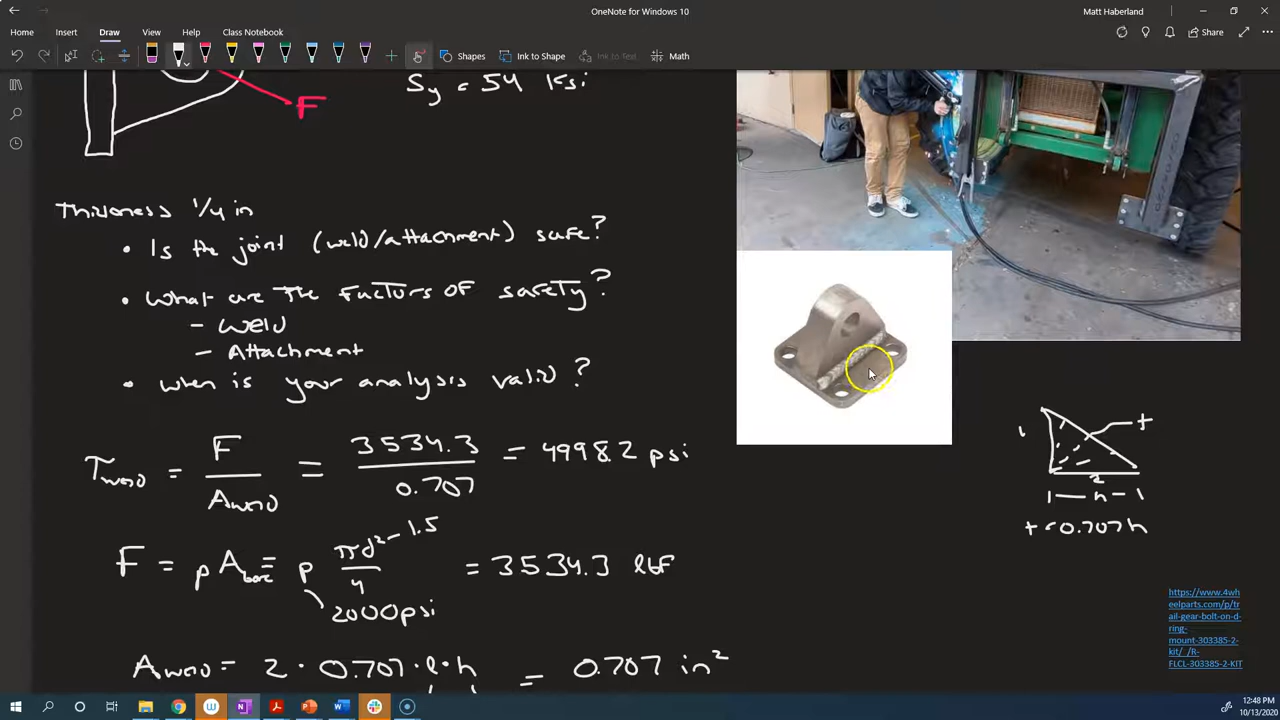 OneNote for Windows 10
Matt Haberland
Home Insert Draw View Help Class Notebook
Share
Shapes Ink to Shape Ink to Text Math
F
Sy = 54 Ksi
Thickness 1/4 in
• Is the joint (weld/attachment) safe?
• What are the factors of safety?
- Weld
- Attachment
• When is your analysis valid?
τweld = F / Aweld = 3534.3 / 0.707 = 4998.2 psi
F = p Abore = p πd² / 4 = 3534.3 lbf
1.5
2000psi
Aweld = 2 · 0.707 · l · h = 0.707 in²
t
h
t = 0.707 h
https://www.4wh
eelparts.com/p/tr
ail-gear-bolt-on-d
-ring-
mount-303385-2-
kit/_/R-
FLCL-303385-2-KIT
12:48 PM
10/13/2020